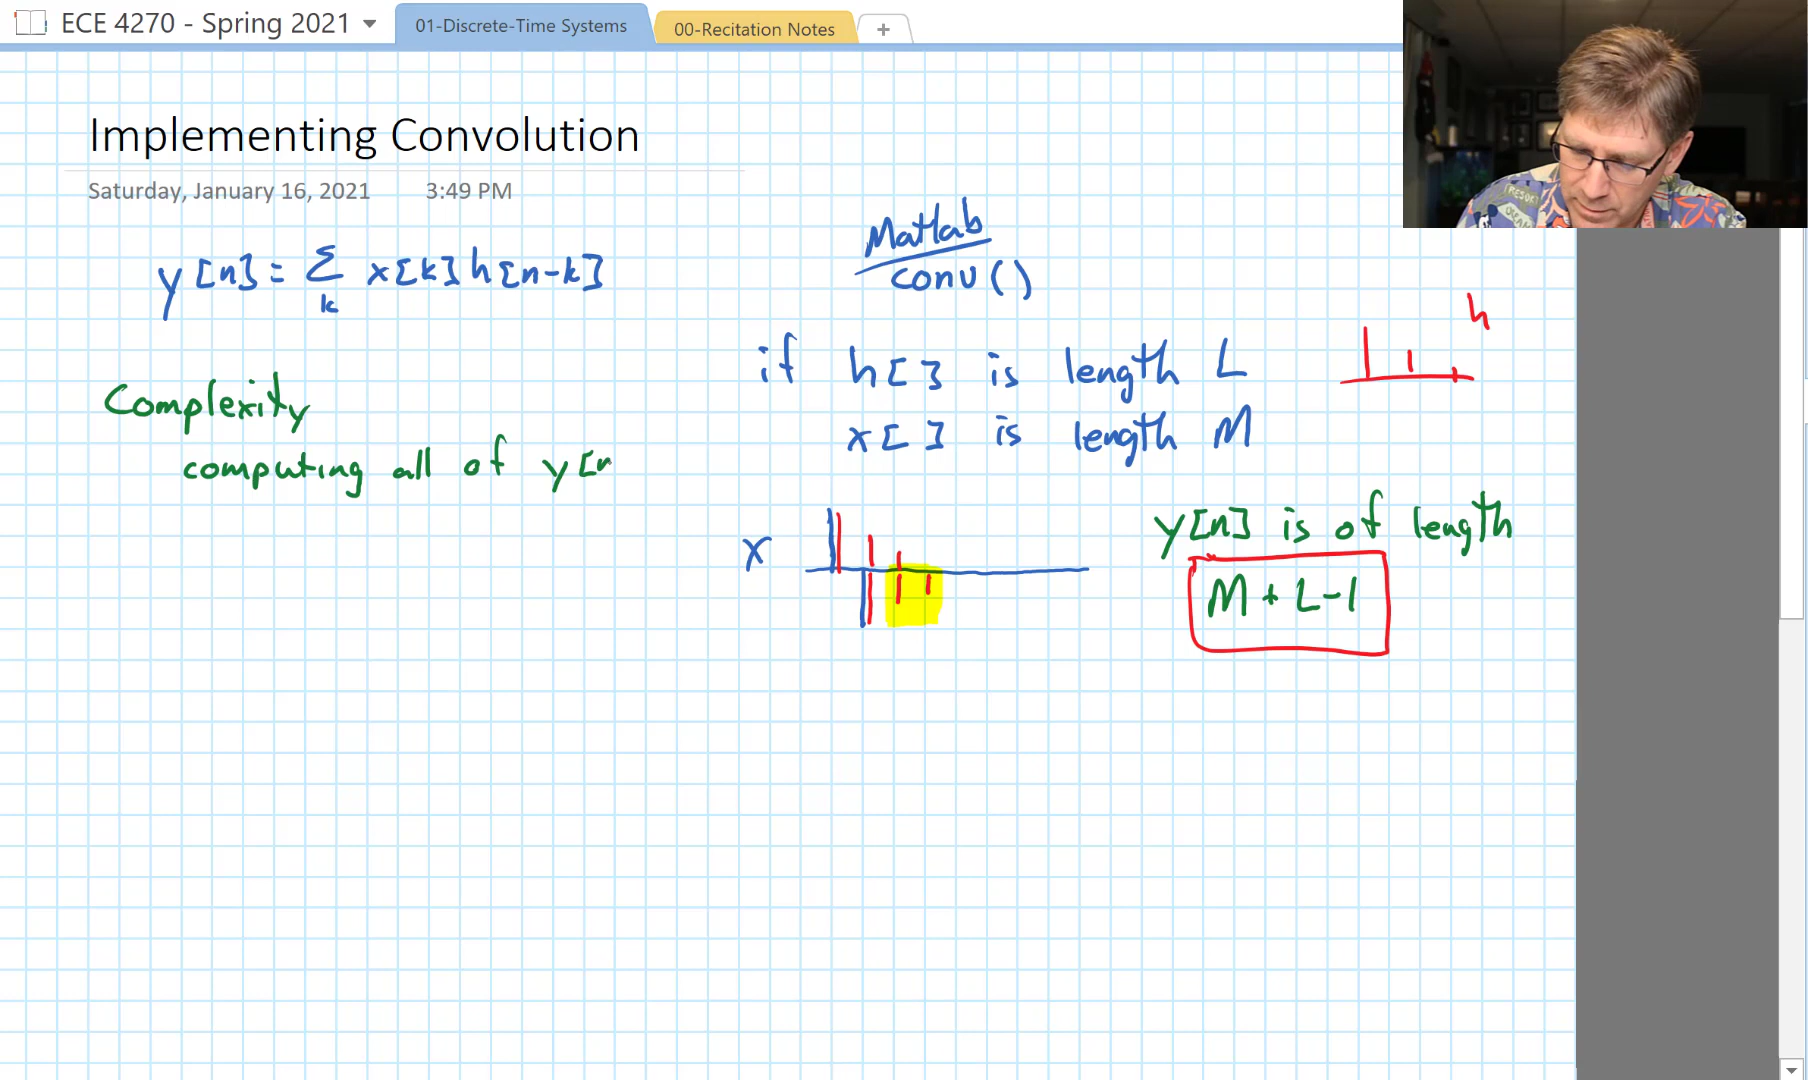 ECE 4270 - Spring 2021
01-Discrete-Time Systems
00-Recitation Notes
+
Implementing Convolution
Saturday, January 16, 2021 3:49 PM
y[n] = Σ x[k] h[n-k]
k
Matlab
conv()
h
if h[ ] is length L
x[ ] is length M
Complexity
computing all of y[n
x
y[n] is of length
M + L - 1